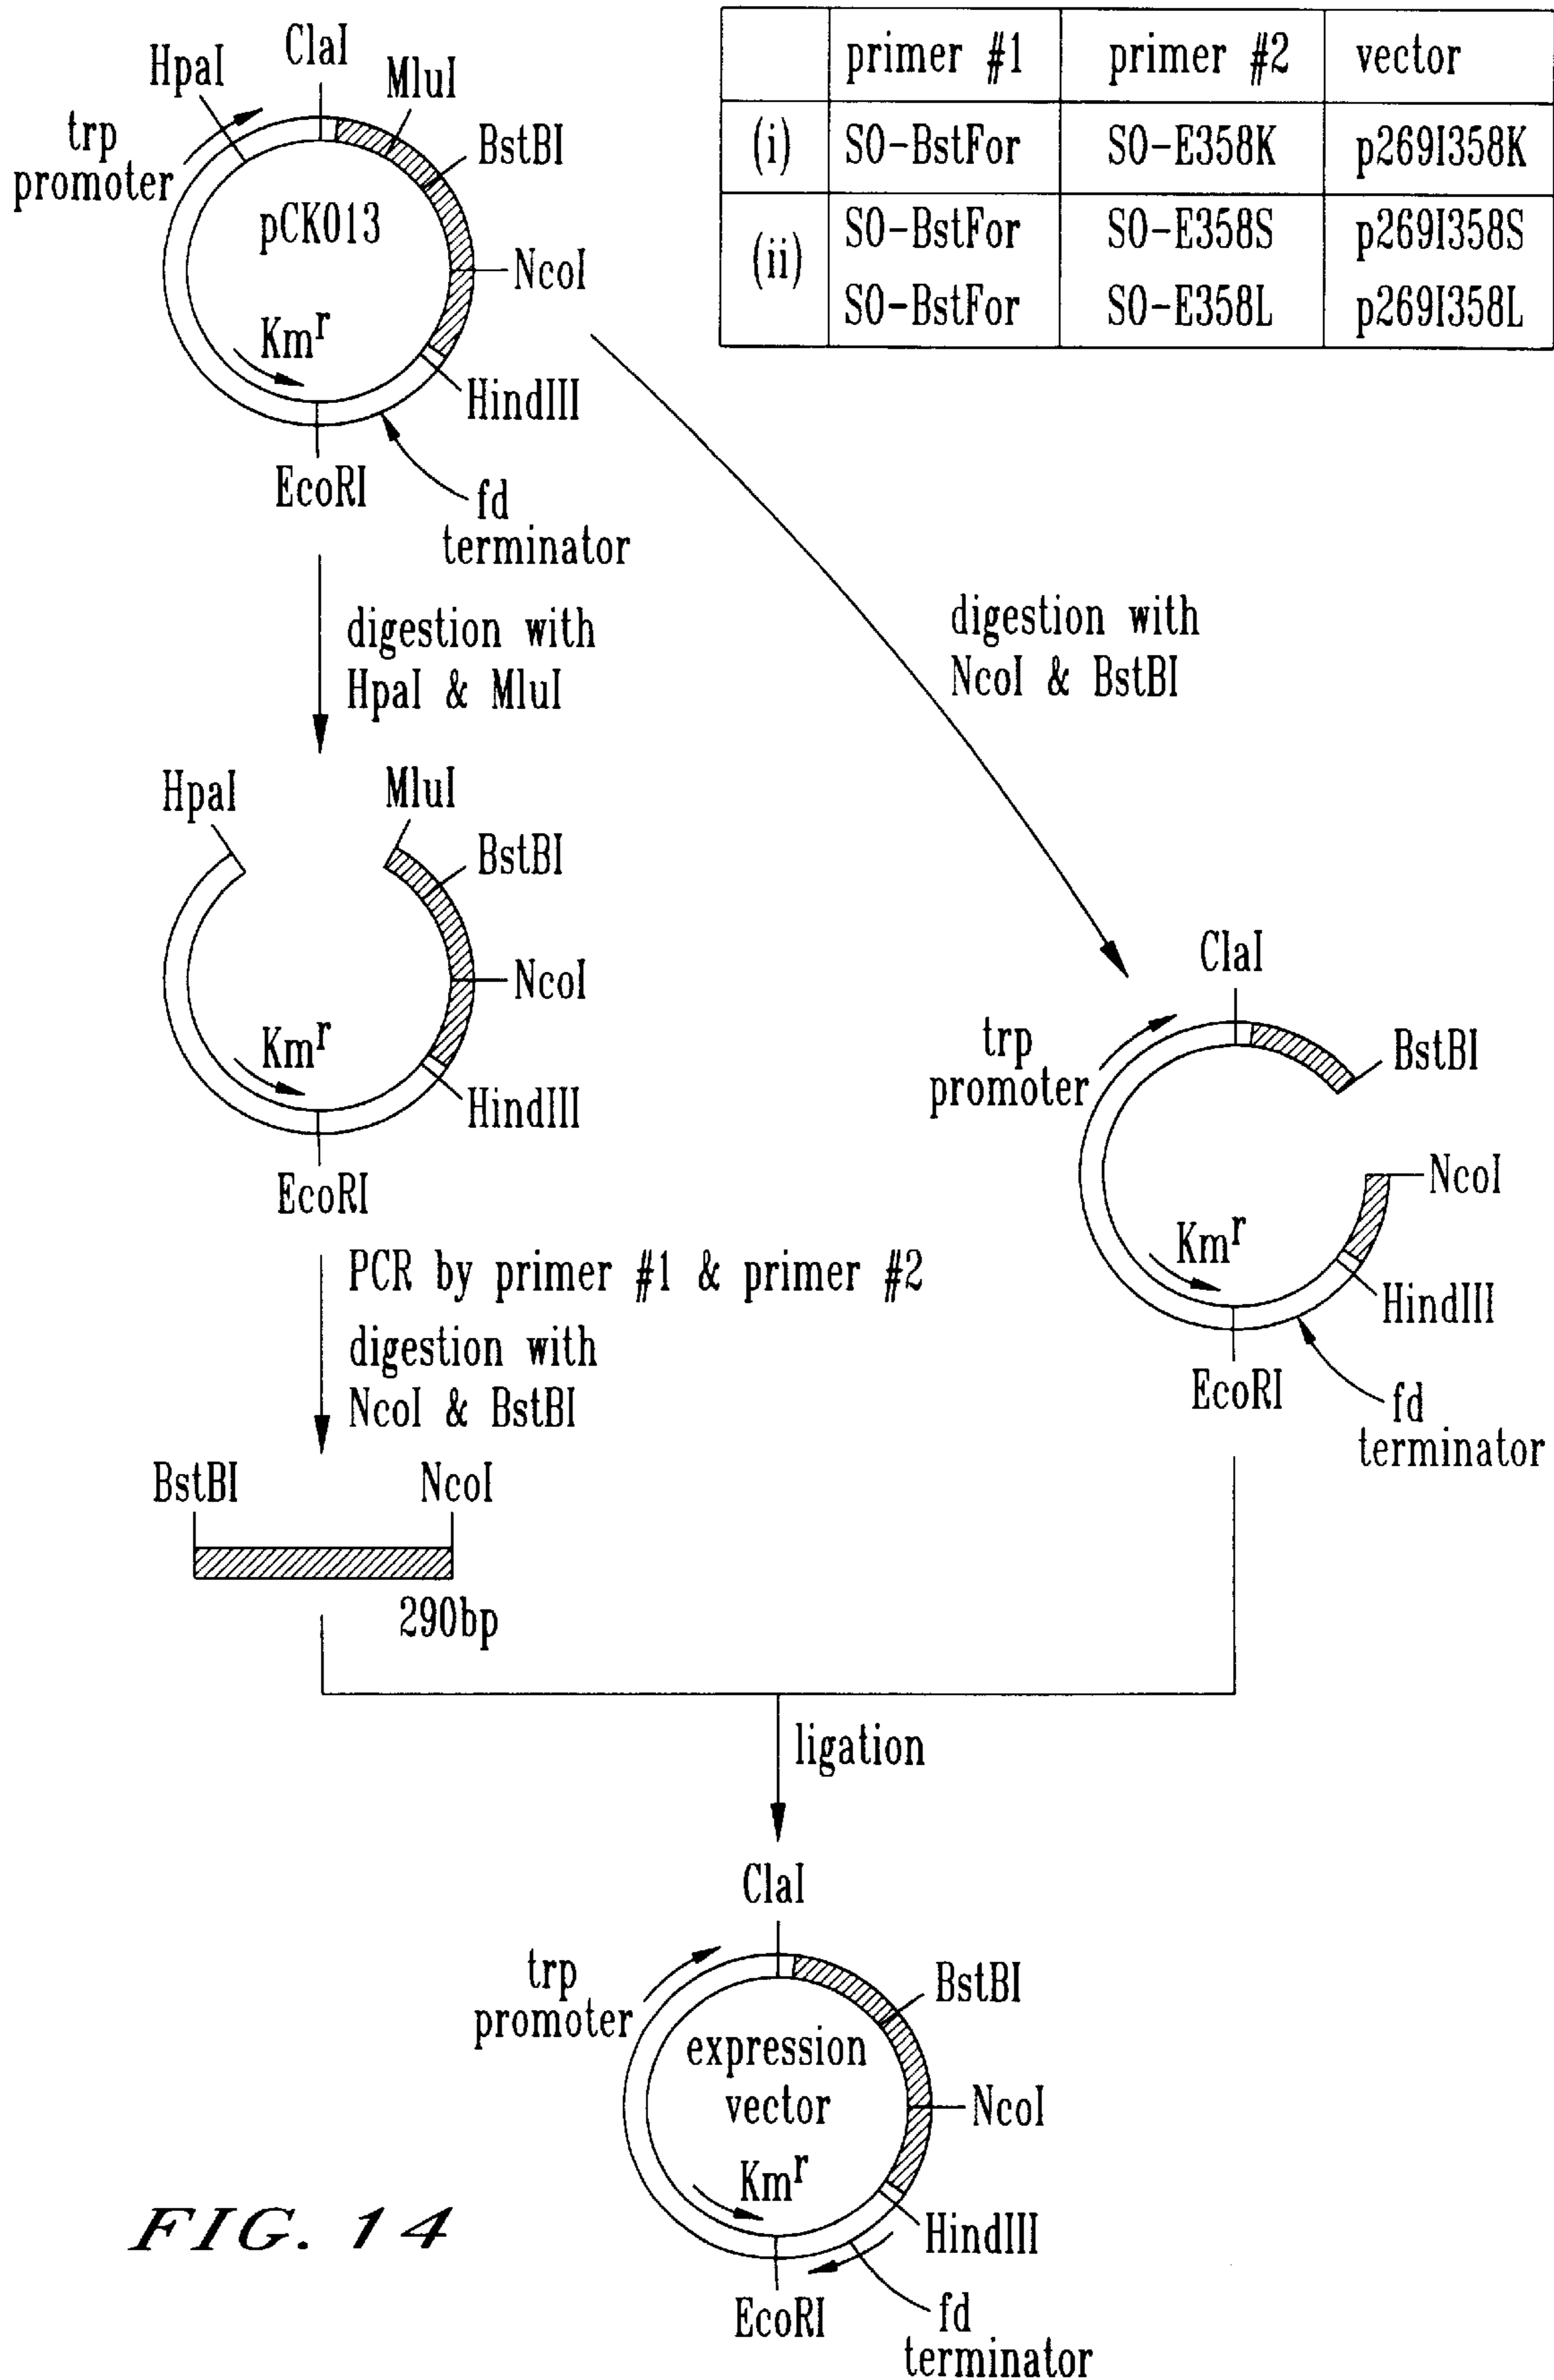 primer #1 primer #2 vector
(i) SO-BstFor SO-E358K p269I358K
(ii) SO-BstFor SO-E358S p269I358S
SO-BstFor SO-E358L p269I358L
HpaI
ClaI
MluI
trp
promoter
BstBI
pCK013
NcoI
Kmr
HindIII
EcoRI
fd
terminator
digestion with
HpaI & MluI
digestion with
NcoI & BstBI
HpaI
MluI
BstBI
NcoI
Kmr
HindIII
EcoRI
ClaI
trp
promoter
BstBI
NcoI
Kmr
HindIII
EcoRI
fd
terminator
PCR by primer #1 & primer #2
digestion with
NcoI & BstBI
BstBI
NcoI
290bp
ligation
ClaI
trp
promoter
BstBI
expression
vector
NcoI
Kmr
HindIII
EcoRI
fd
terminator
FIG. 14